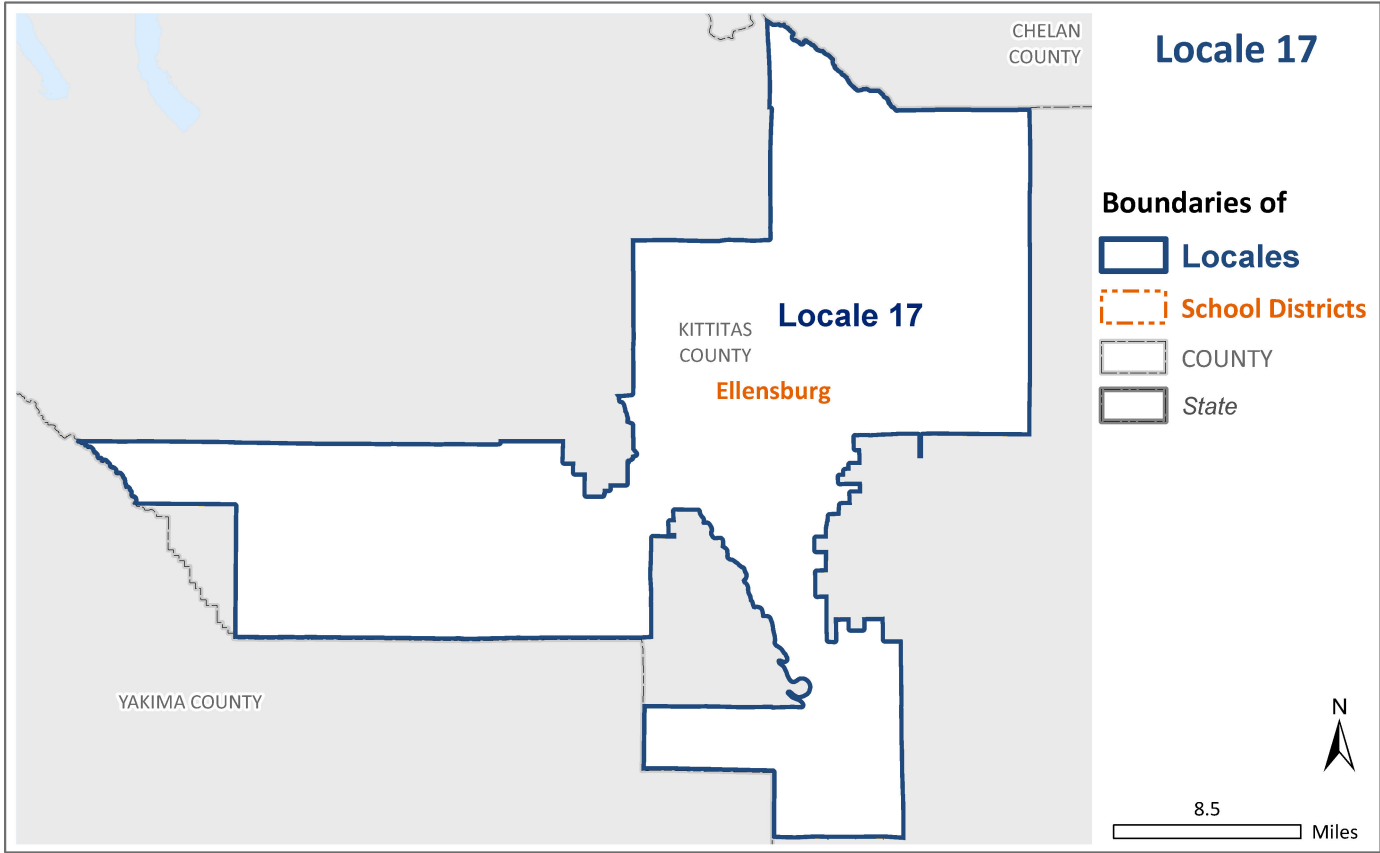 CHELAN
COUNTY
Locale 17
Boundaries of
Locales
School Districts
COUNTY
State
Locale 17
KITTITAS
COUNTY
Ellensburg
YAKIMA COUNTY
N
8.5
Miles